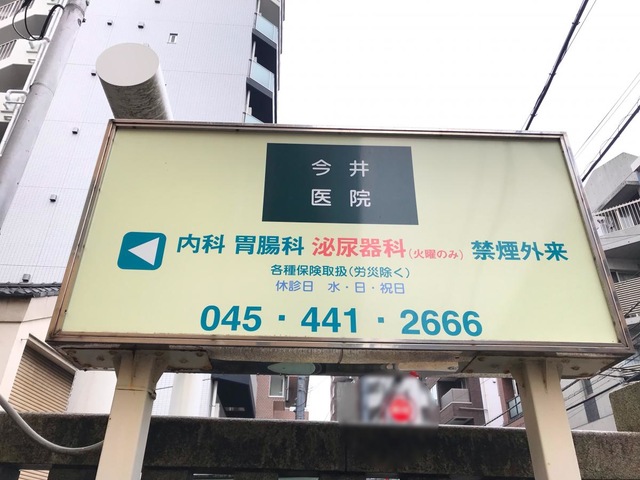 今井
医院
内科 胃腸科 泌尿器科(火曜のみ) 禁煙外来
各種保険取扱(労災除く)
休診日 水・日・祝日
045・441・2666